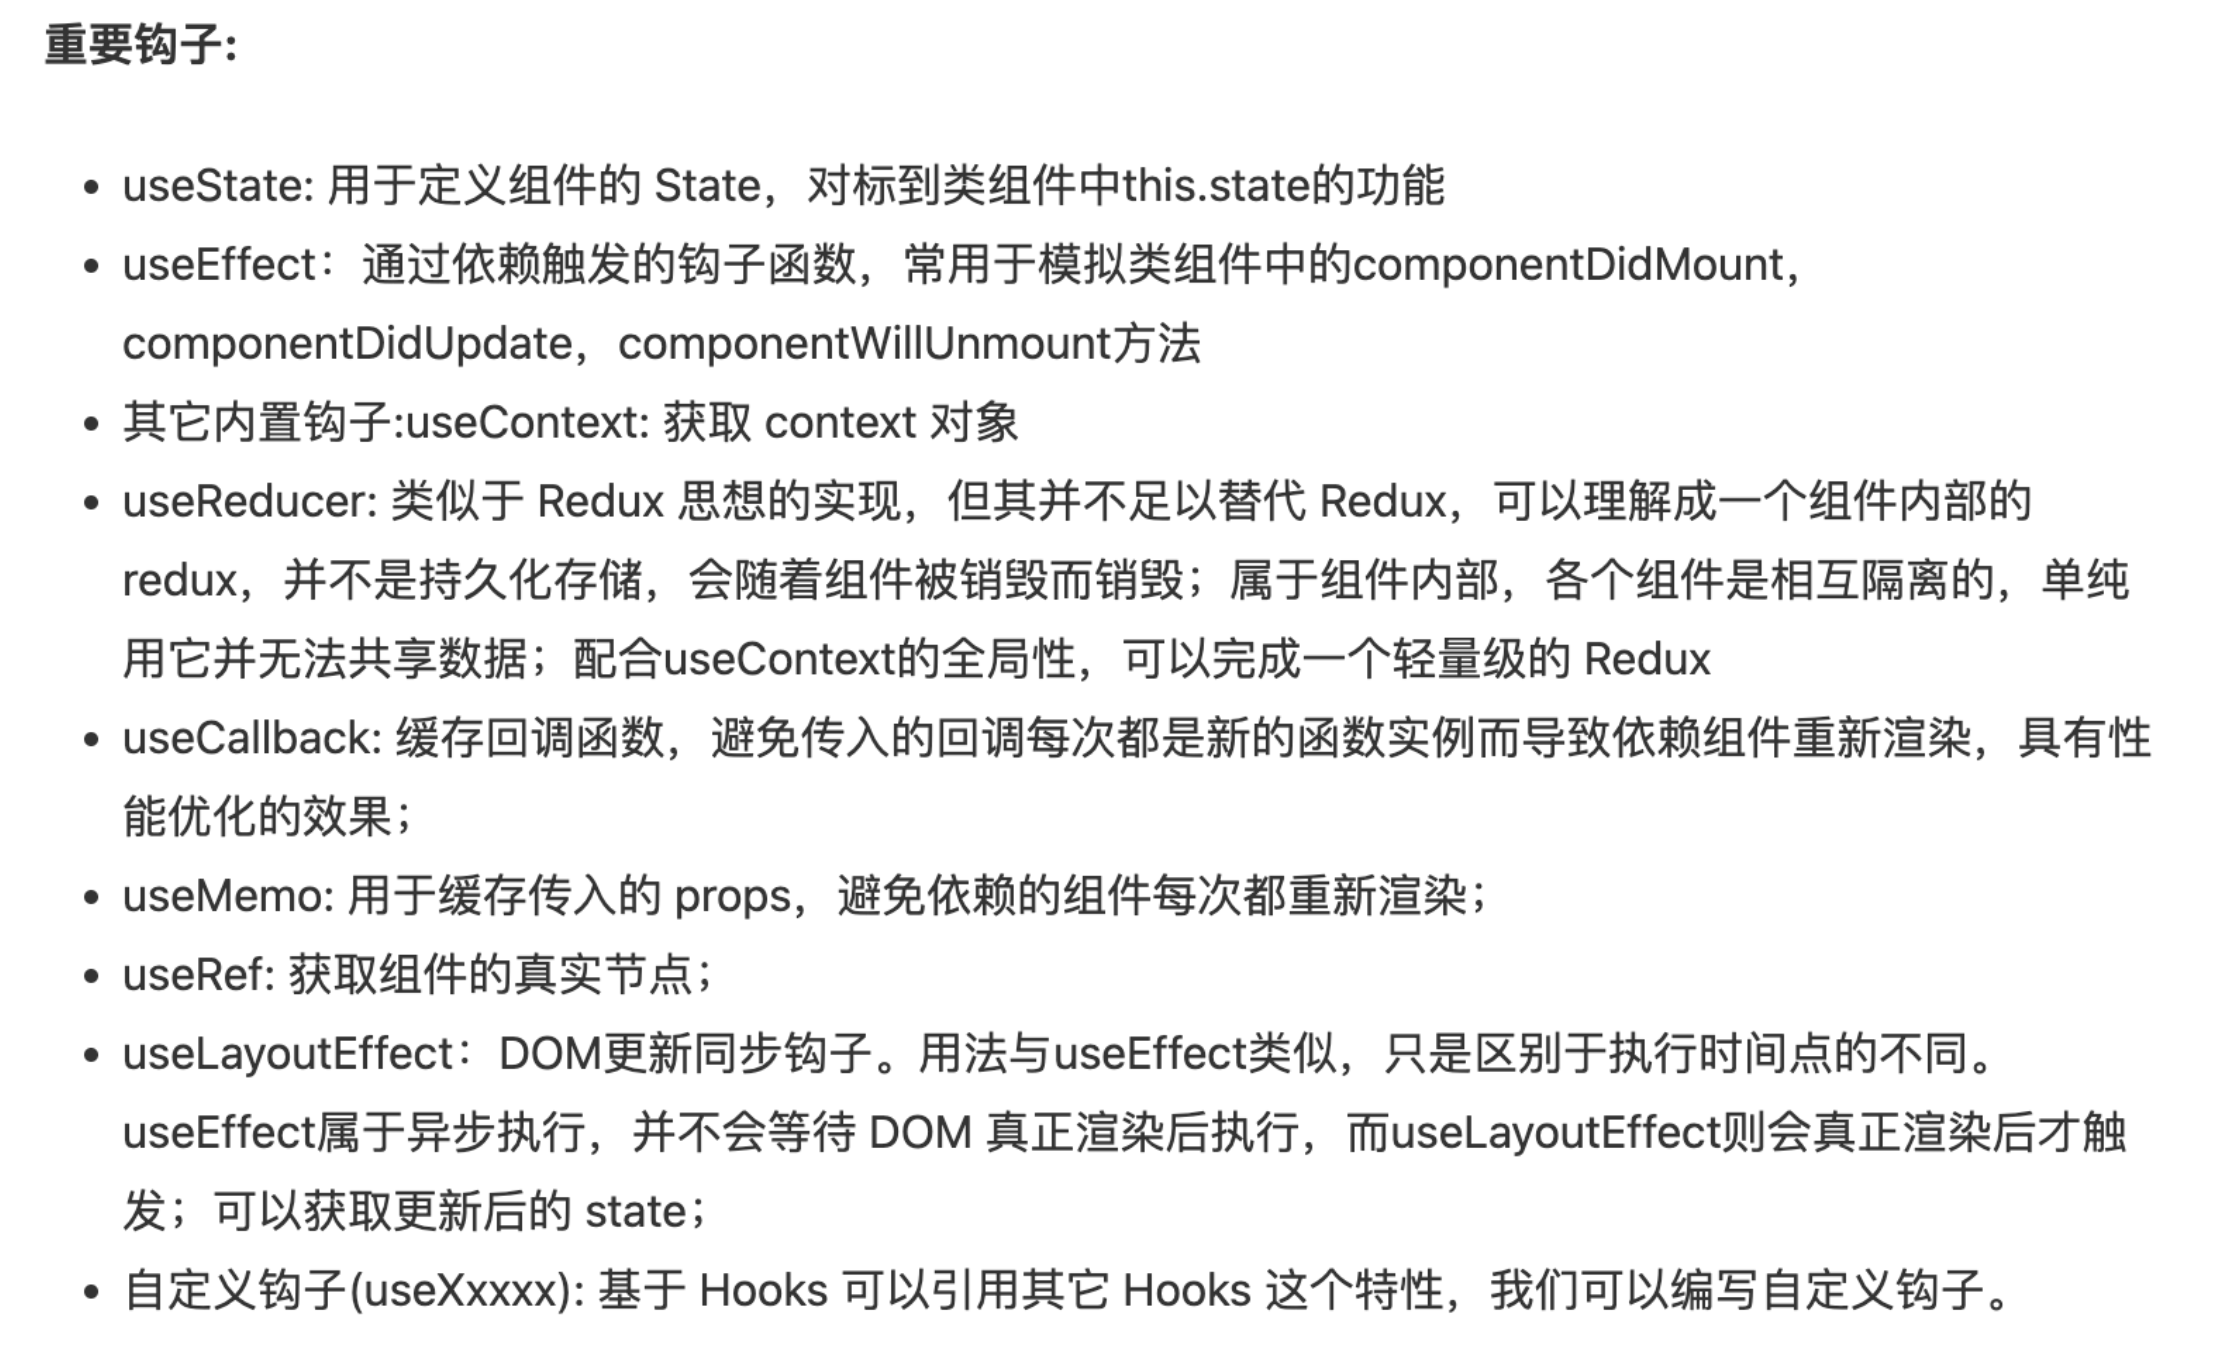 重要钩子:
• useState: 用于定义组件的 State，对标到类组件中this.state的功能
• useEffect：通过依赖触发的钩子函数，常用于模拟类组件中的componentDidMount，
componentDidUpdate，componentWillUnmount方法
• 其它内置钩子:useContext: 获取 context 对象
• useReducer: 类似于 Redux 思想的实现，但其并不足以替代 Redux，可以理解成一个组件内部的
redux，并不是持久化存储，会随着组件被销毁而销毁；属于组件内部，各个组件是相互隔离的，单纯
用它并无法共享数据；配合useContext的全局性，可以完成一个轻量级的 Redux
• useCallback: 缓存回调函数，避免传入的回调每次都是新的函数实例而导致依赖组件重新渲染，具有性
能优化的效果；
• useMemo: 用于缓存传入的 props，避免依赖的组件每次都重新渲染；
• useRef: 获取组件的真实节点；
• useLayoutEffect：DOM更新同步钩子。用法与useEffect类似，只是区别于执行时间点的不同。
useEffect属于异步执行，并不会等待 DOM 真正渲染后执行，而useLayoutEffect则会真正渲染后才触
发；可以获取更新后的 state；
• 自定义钩子(useXxxxx): 基于 Hooks 可以引用其它 Hooks 这个特性，我们可以编写自定义钩子。